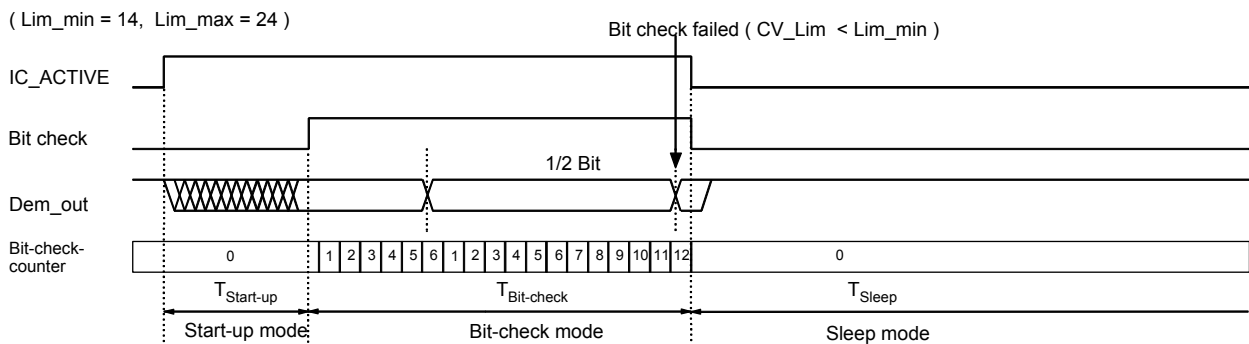 ( Lim_min = 14, Lim_max = 24 )
Bit check failed ( CV_Lim < Lim_min )
IC_ACTIVE
Bit check
1/2 Bit
Dem_out
Bit-check-
counter
0 1 2 3 4 5 6 1 2 3 4 5 6 7 8 9 10 11 12 0
TStart-up TBit-check TSleep
Start-up mode Bit-check mode Sleep mode